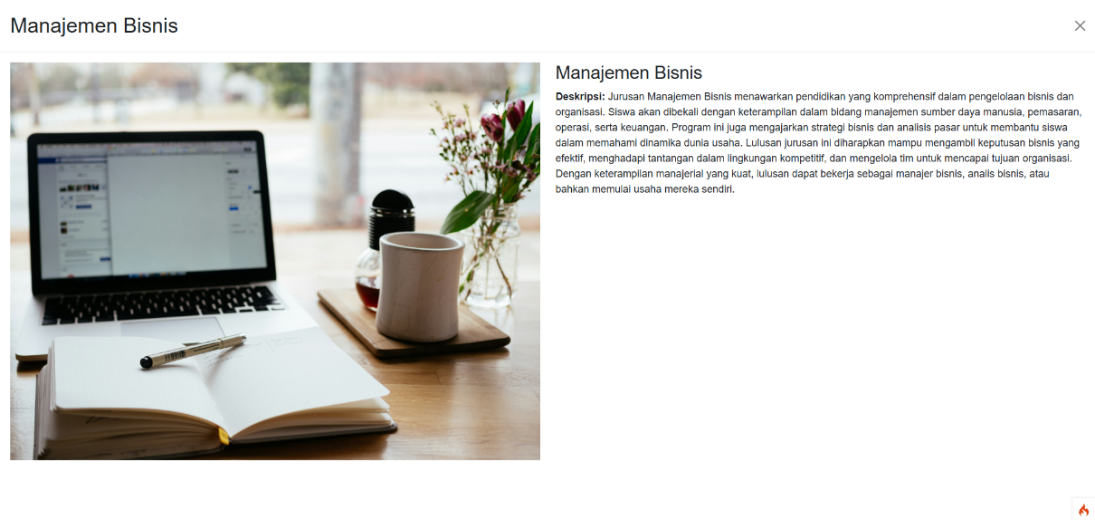 Manajemen Bisnis
Manajemen Bisnis
Deskripsi: Jurusan Manajemen Bisnis menawarkan pendidikan yang komprehensif dalam pengelolaan bisnis dan
organisasi. Siswa akan dibekali dengan keterampilan dalam bidang manajemen sumber daya manusia, pemasaran,
operasi, serta keuangan. Program ini juga mengajarkan strategi bisnis dan analisis pasar untuk membantu siswa
dalam memahami dinamika dunia usaha. Lulusan jurusan ini diharapkan mampu mengambil keputusan bisnis yang
efektif, menghadapi tantangan dalam lingkungan kompetitif, dan mengelola tim untuk mencapai tujuan organisasi.
Dengan keterampilan manajerial yang kuat, lulusan dapat bekerja sebagai manajer bisnis, analis bisnis, atau
bahkan memulai usaha mereka sendiri.